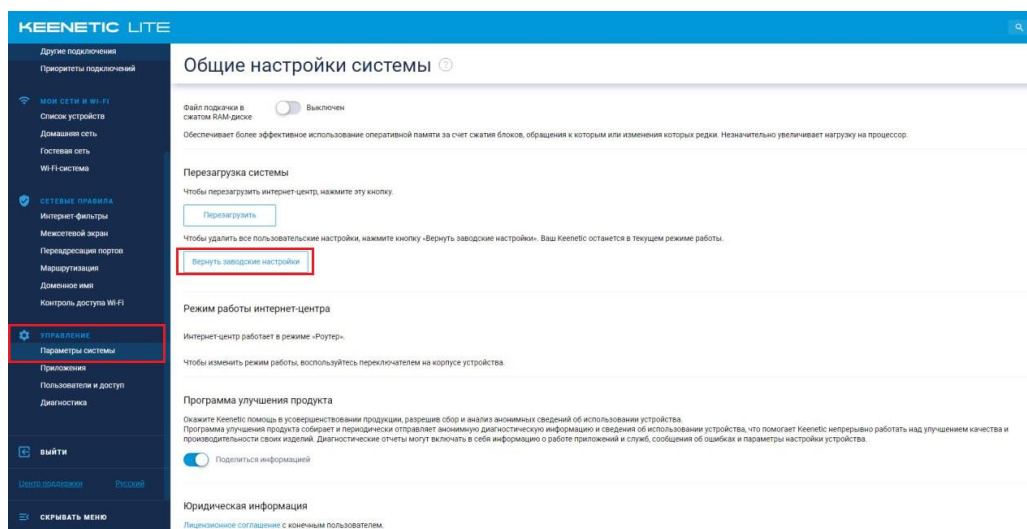 KEENETIC LITE
Другие подключения
Приоритеты подключений
МОИ СЕТИ И WI-FI
Список устройств
Домашняя сеть
Гостевая сеть
Wi-Fi-система
СЕТЕВЫЕ ПРАВИЛА
Интернет-фильтры
Межсетевой экран
Переадресация портов
Маршрутизация
Доменное имя
Контроль доступа Wi-Fi
УПРАВЛЕНИЕ
Параметры системы
Приложения
Пользователи и доступ
Диагностика
ВЫЙТИ
Центр поддержки Русский
СКРЫВАТЬ МЕНЮ
Общие настройки системы ?
Файл подкачки в
сжатом RAM-диске
Выключен
Обеспечивает более эффективное использование оперативной памяти за счет сжатия блоков, обращения к которым или изменения которых редки. Незначительно увеличивает нагрузку на процессор.
Перезагрузка системы
Чтобы перезагрузить интернет-центр, нажмите эту кнопку.
Перезагрузить
Чтобы удалить все пользовательские настройки, нажмите кнопку «Вернуть заводские настройки». Ваш Keenetic останется в текущем режиме работы.
Вернуть заводские настройки
Режим работы интернет-центра
Интернет-центр работает в режиме «Роутер».
Чтобы изменить режим работы, воспользуйтесь переключателем на корпусе устройства.
Программа улучшения продукта
Окажите Keenetic помощь в усовершенствовании продукции, разрешив сбор и анализ анонимных сведений об использовании устройства.
Программа улучшения продукта собирает и периодически отправляет анонимную диагностическую информацию и сведения об использовании устройства, что помогает Keenetic непрерывно работать над улучшением качества и
производительности своих изделий. Диагностические отчеты могут включать в себя информацию о работе приложений и служб, сообщения об ошибках и параметры настройки устройства.
Поделиться информацией
Юридическая информация
Лицензионное соглашение с конечным пользователем.